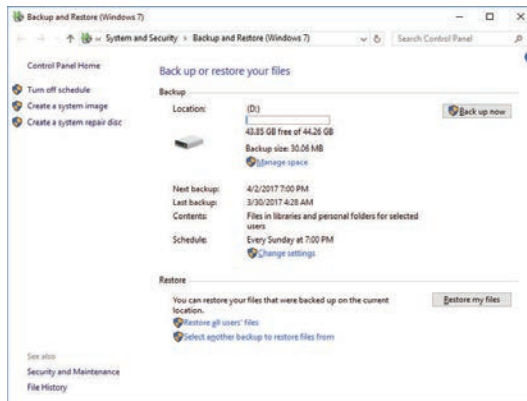 Backup and Restore (Windows 7)
« System and Security › Backup and Restore (Windows 7)
Search Control Panel
Control Panel Home
Turn off schedule
Create a system image
Create a system repair disc
Back up or restore your files
Backup
Location: (D:)
43.85 GB free of 44.26 GB
Backup size: 30.06 MB
Manage space
Back up now
Next backup: 4/2/2017 7:00 PM
Last backup: 3/30/2017 4:28 AM
Contents: Files in libraries and personal folders for selected
users
Schedule: Every Sunday at 7:00 PM
Change settings
Restore
You can restore your files that were backed up on the current
location.
Restore my files
Restore all users' files
Select another backup to restore files from
See also
Security and Maintenance
File History